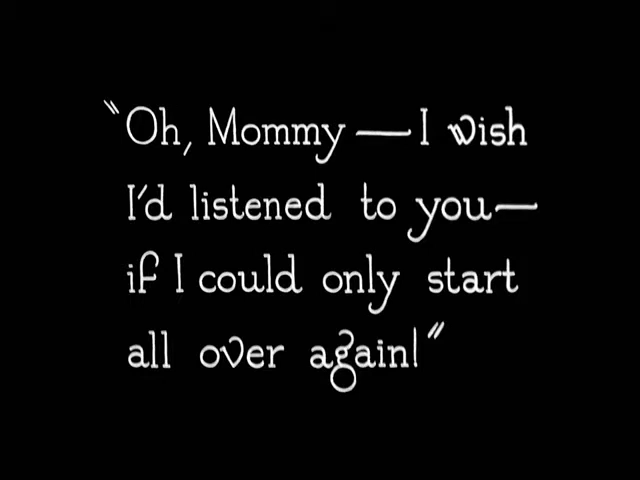 "Oh, Mommy — I wish
I'd listened to you —
if I could only start
all over again!"